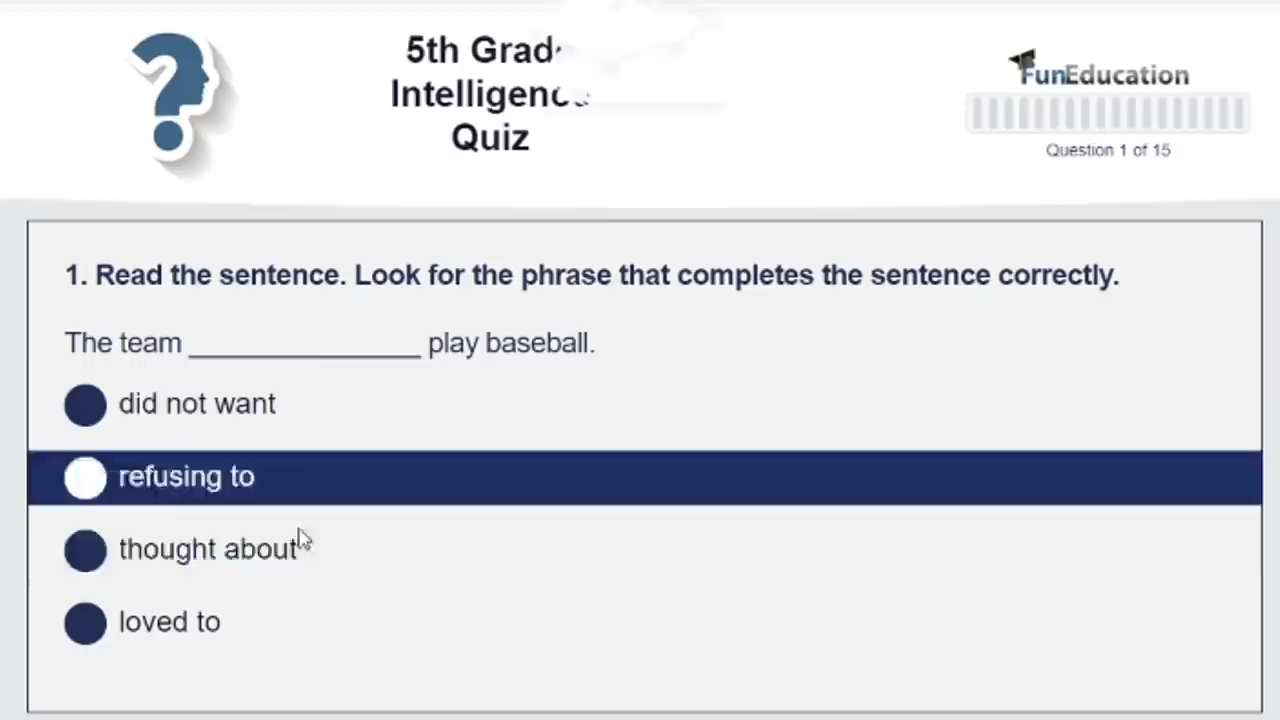 5th Grade
Intelligence
Quiz
FunEducation
Question 1 of 15
1. Read the sentence. Look for the phrase that completes the sentence correctly.
The team _______________ play baseball.
did not want
refusing to
thought about
loved to